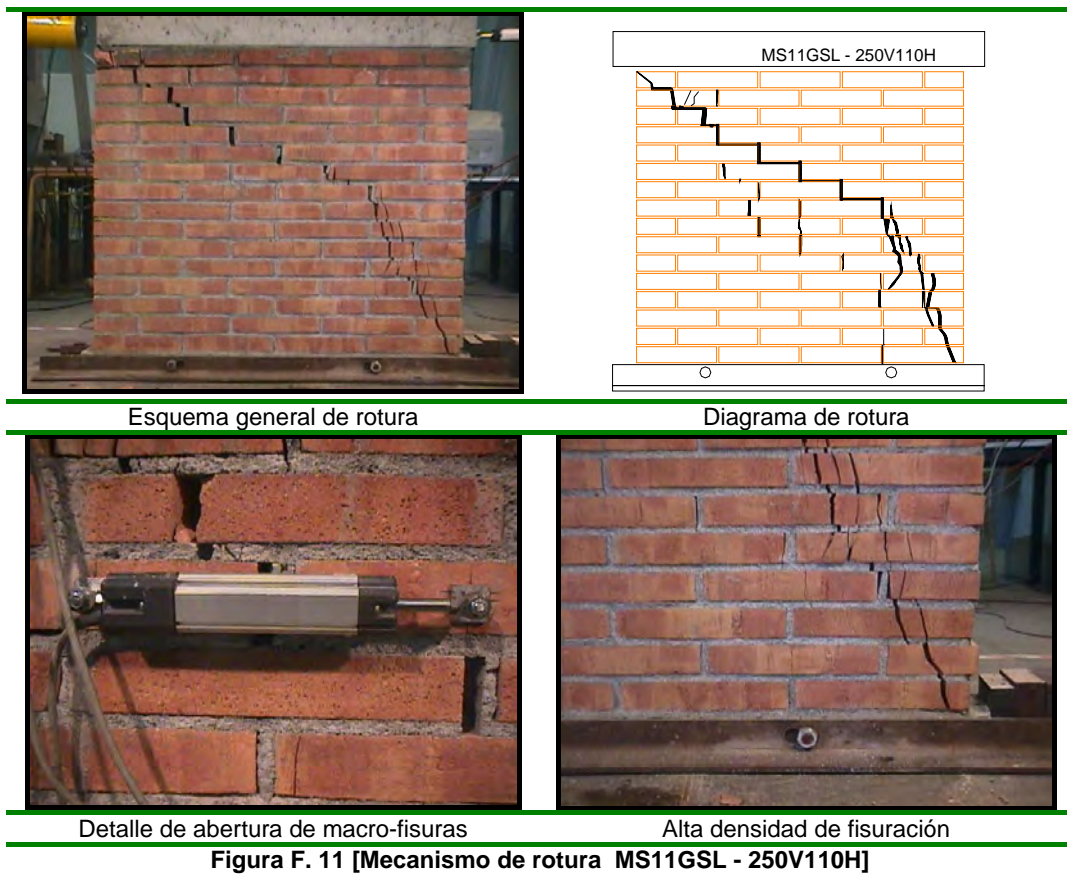 MS11GSL - 250V110H
Esquema general de rotura
Diagrama de rotura
Detalle de abertura de macro-fisuras
Alta densidad de fisuración
Figura F. 11 [Mecanismo de rotura MS11GSL - 250V110H]